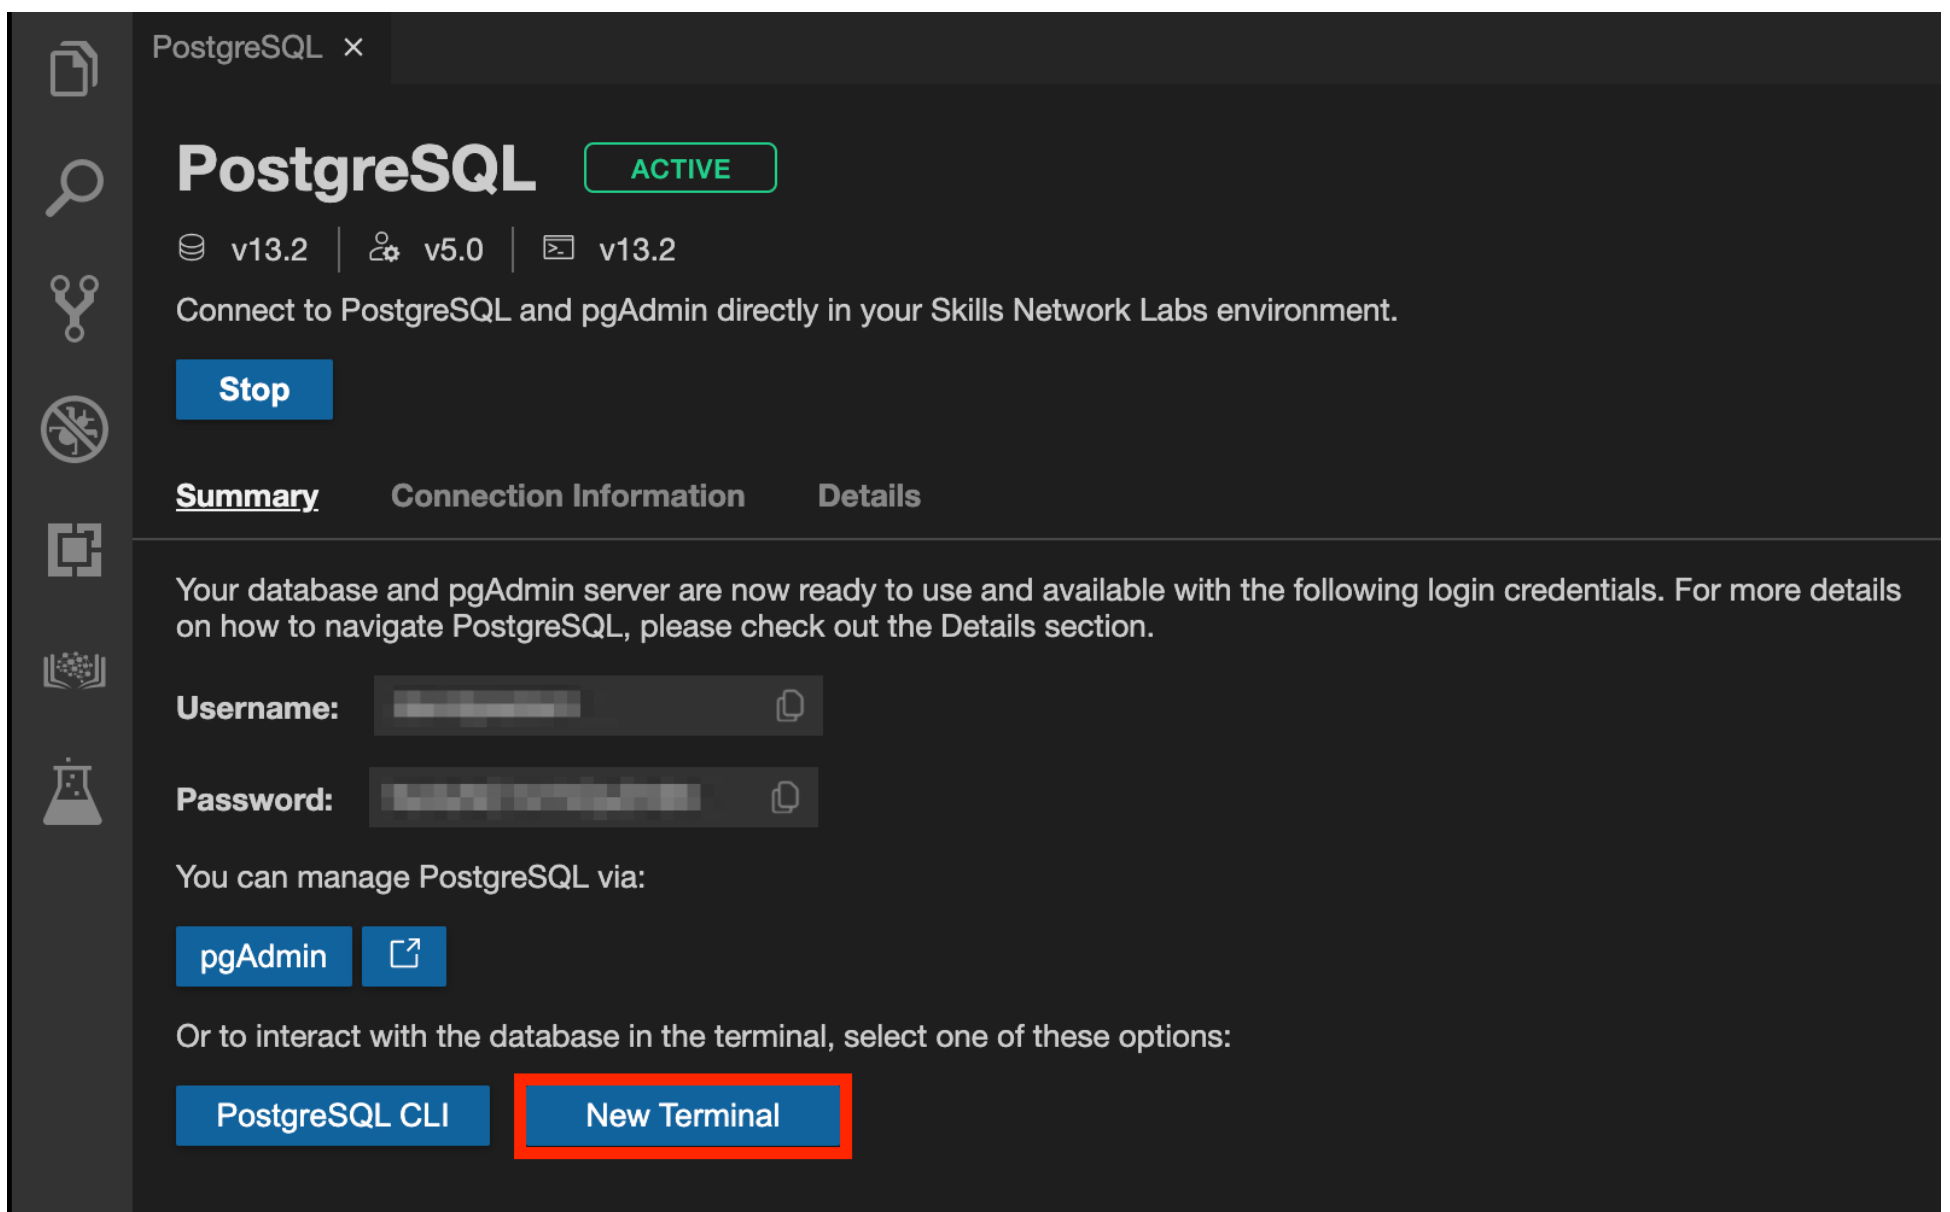 PostgreSQL ×
PostgreSQL ACTIVE
v13.2 v5.0 v13.2
Connect to PostgreSQL and pgAdmin directly in your Skills Network Labs environment.
Stop
Summary Connection Information Details
Your database and pgAdmin server are now ready to use and available with the following login credentials. For more details
on how to navigate PostgreSQL, please check out the Details section.
Username:
Password:
You can manage PostgreSQL via:
pgAdmin
Or to interact with the database in the terminal, select one of these options:
PostgreSQL CLI New Terminal